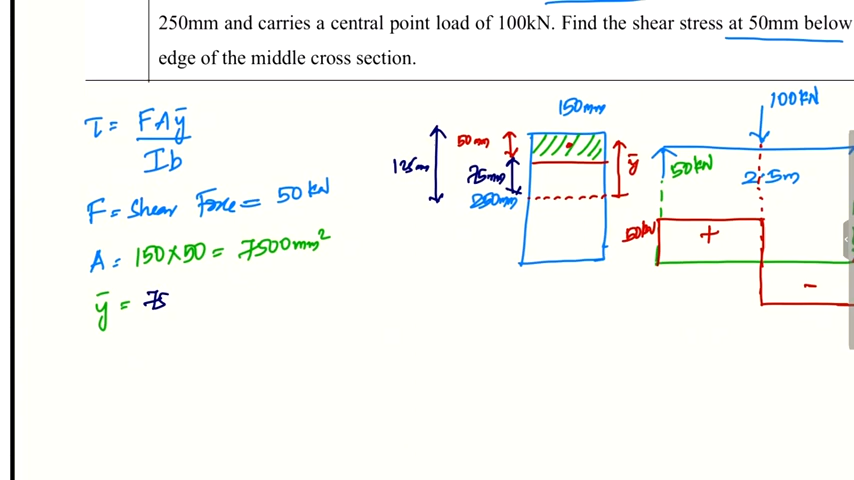 250mm and carries a central point load of 100kN. Find the shear stress at 50mm below
edge of the middle cross section.
τ = FAȳ
Ib
F = Shear Force = 50 kN
A = 150×50 = 7500mm²
ȳ = 75
150mm
50mm
125mm
75mm
250mm
ȳ
100kN
50kN
2.5m
50kN
+
-